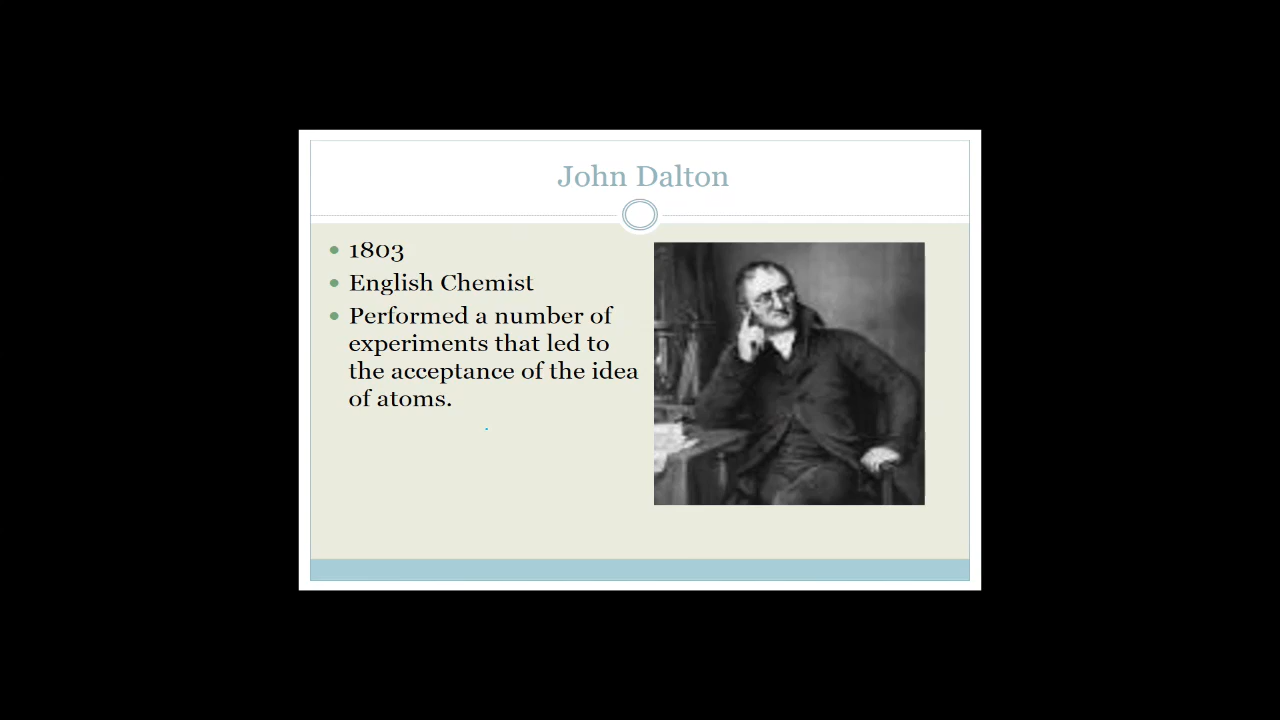 John Dalton
• 1803
• English Chemist
• Performed a number of
experiments that led to
the acceptance of the idea
of atoms.